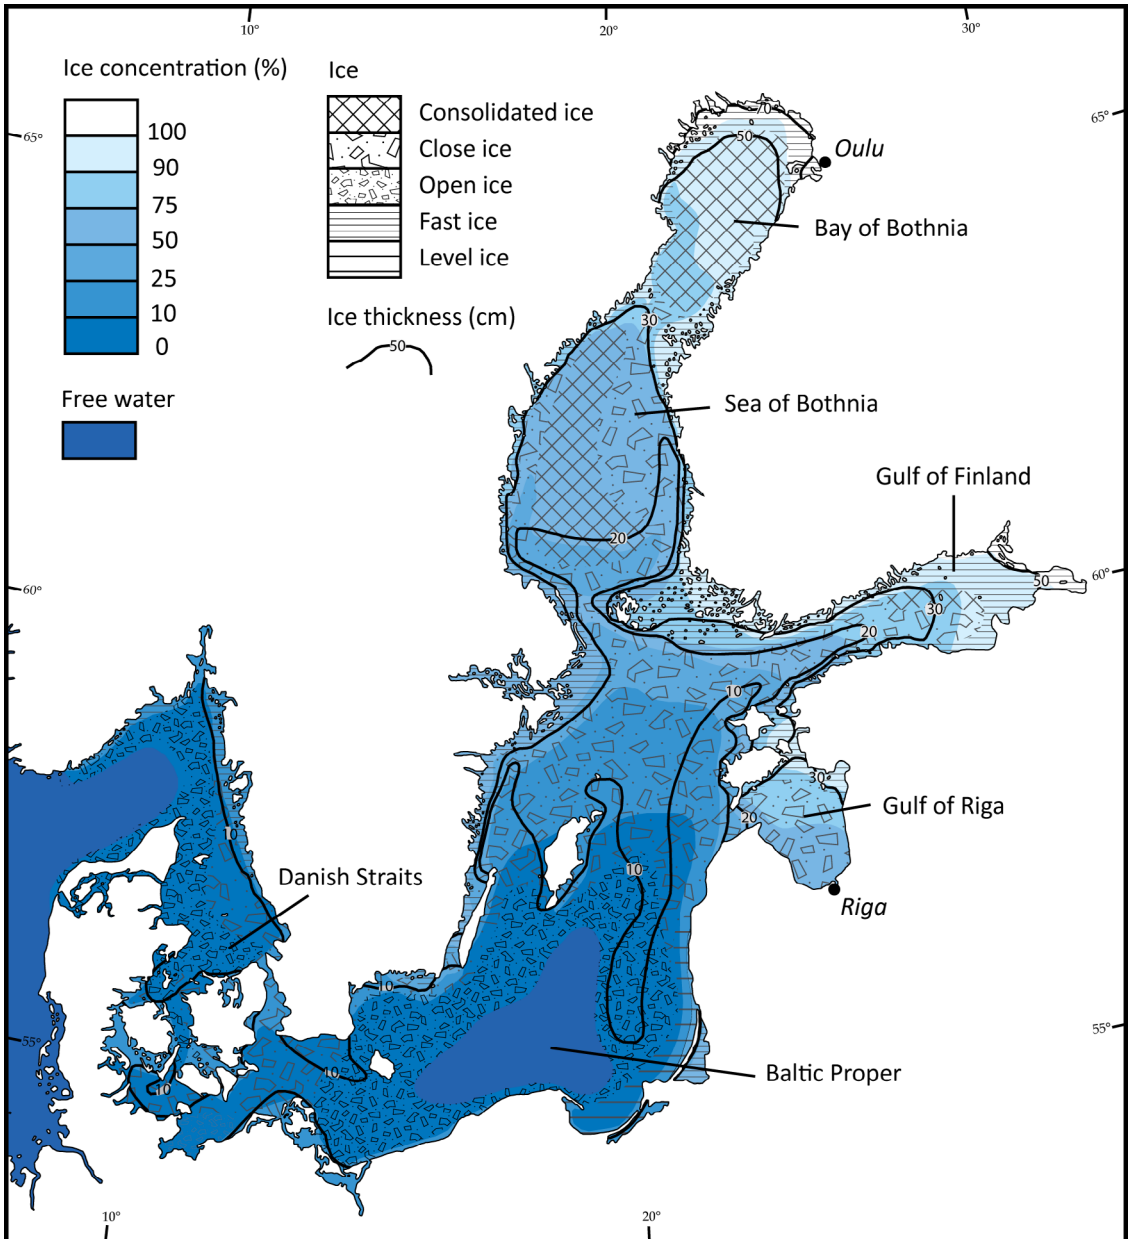 10°
20°
30°
Ice concentration (%)
100
90
75
50
25
10
0
Free water
Ice
Consolidated ice
Close ice
Open ice
Fast ice
Level ice
Ice thickness (cm)
50
65°
65°
70
50
Oulu
Bay of Bothnia
30
Sea of Bothnia
Gulf of Finland
20
60°
60°
50
30
20
10
30
Gulf of Riga
20
10
10
Danish Straits
Riga
10
55°
55°
10
10
Baltic Proper
10°
20°